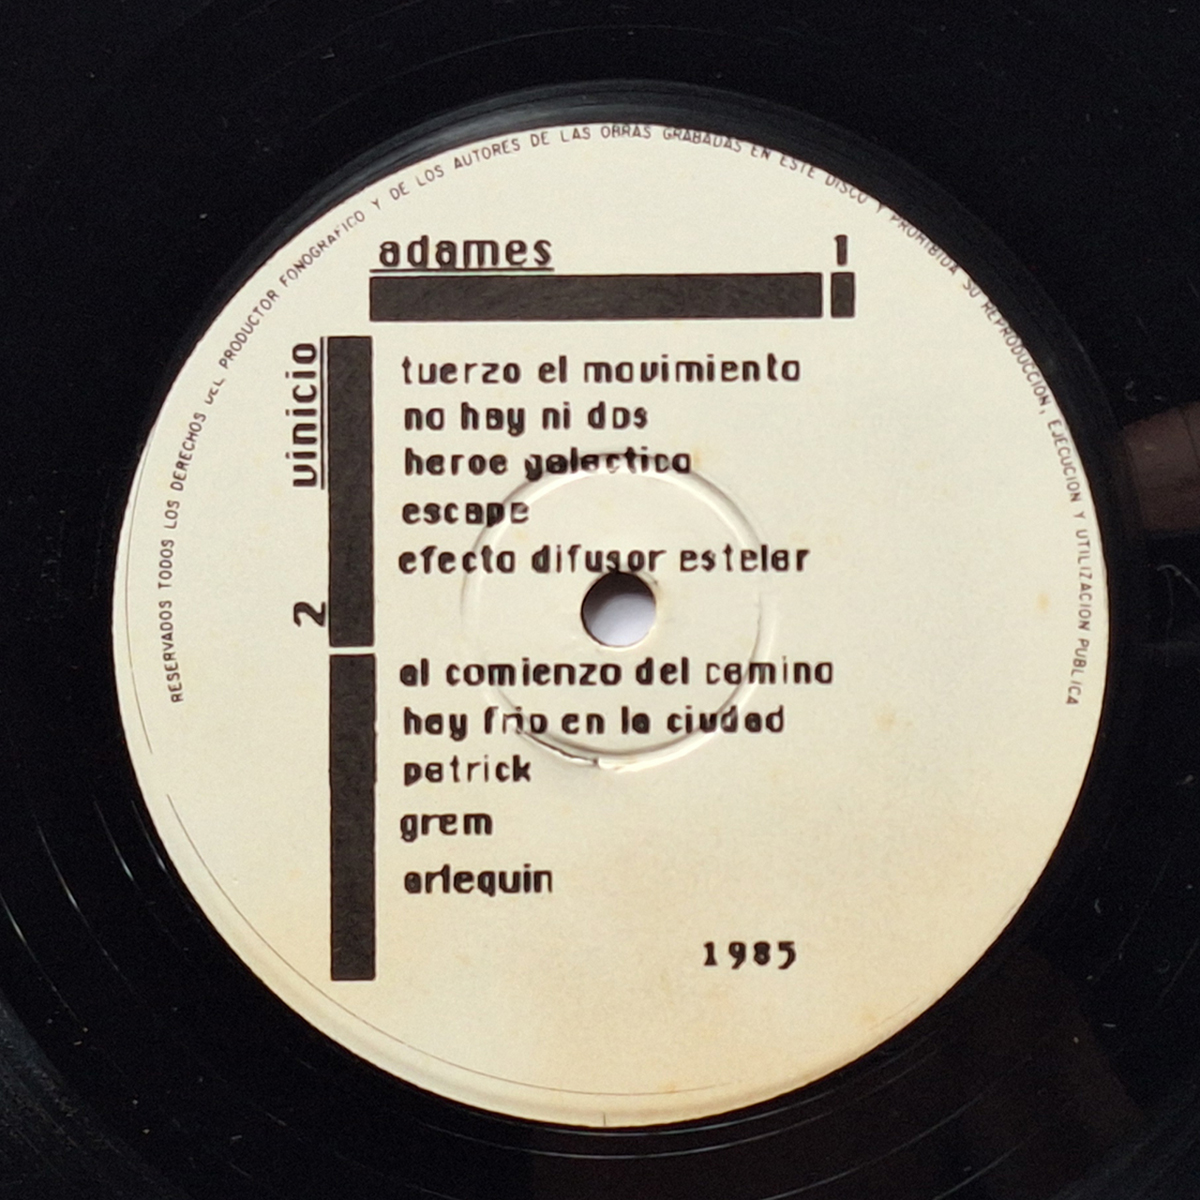 RESERVADOS TODOS LOS DERECHOS DEL PRODUCTOR FONOGRAFICO Y DE LOS AUTORES DE LAS OBRAS GRABADAS EN ESTE DISCO Y PROHIBIDA SU REPRODUCCION, EJECUCION Y UTILIZACION PUBLICA
adames 1
vinicio
2
tuerzo el movimiento
no hay ni dos
heroe galactico
escape
efecto difusor estelar
al comienzo del camino
hay frio en la ciudad
patrick
grem
arlequin
1985